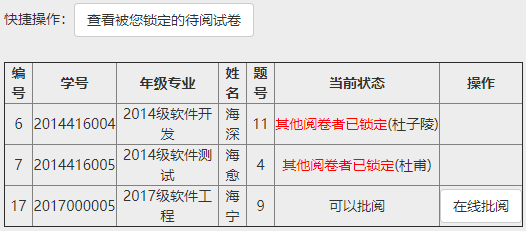 快捷操作： 查看被您锁定的待阅试卷
编号 学号 年级专业 姓名 题号 当前状态 操作
6 2014416004 2014级软件开发 海深 11 其他阅卷者已锁定(杜子陵)
7 2014416005 2014级软件测试 海愈 4 其他阅卷者已锁定(杜甫)
17 2017000005 2017级软件工程 海宁 9 可以批阅 在线批阅